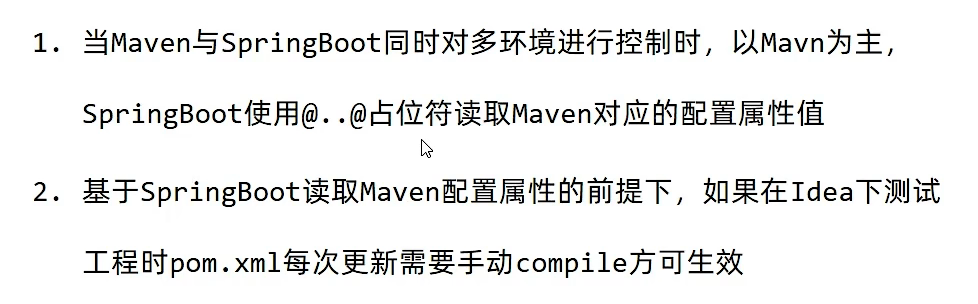 1. 当Maven与SpringBoot同时对多环境进行控制时，以Mavn为主，
SpringBoot使用@..@占位符读取Maven对应的配置属性值
2. 基于SpringBoot读取Maven配置属性的前提下，如果在Idea下测试
工程时pom.xml每次更新需要手动compile方可生效